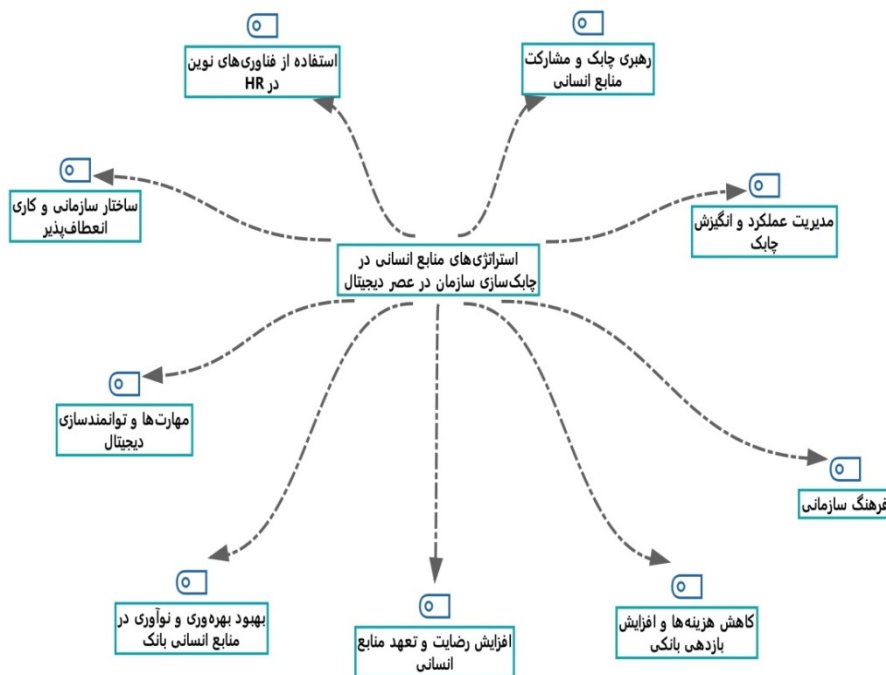 رهبری چابک و مشارکت
منابع انسانی
استفاده از فناوری‌های نوین
در HR
مدیریت عملکرد و انگیزش
چابک
ساختار سازمانی و کاری
انعطاف‌پذیر
استراتژی‌های منابع انسانی در
چابک‌سازی سازمان در عصر دیجیتال
مهارت‌ها و توانمندسازی
دیجیتال
فرهنگ سازمانی
کاهش هزینه‌ها و افزایش
بازدهی بانکی
افزایش رضایت و تعهد منابع
انسانی
بهبود بهره‌وری و نوآوری در
منابع انسانی بانک